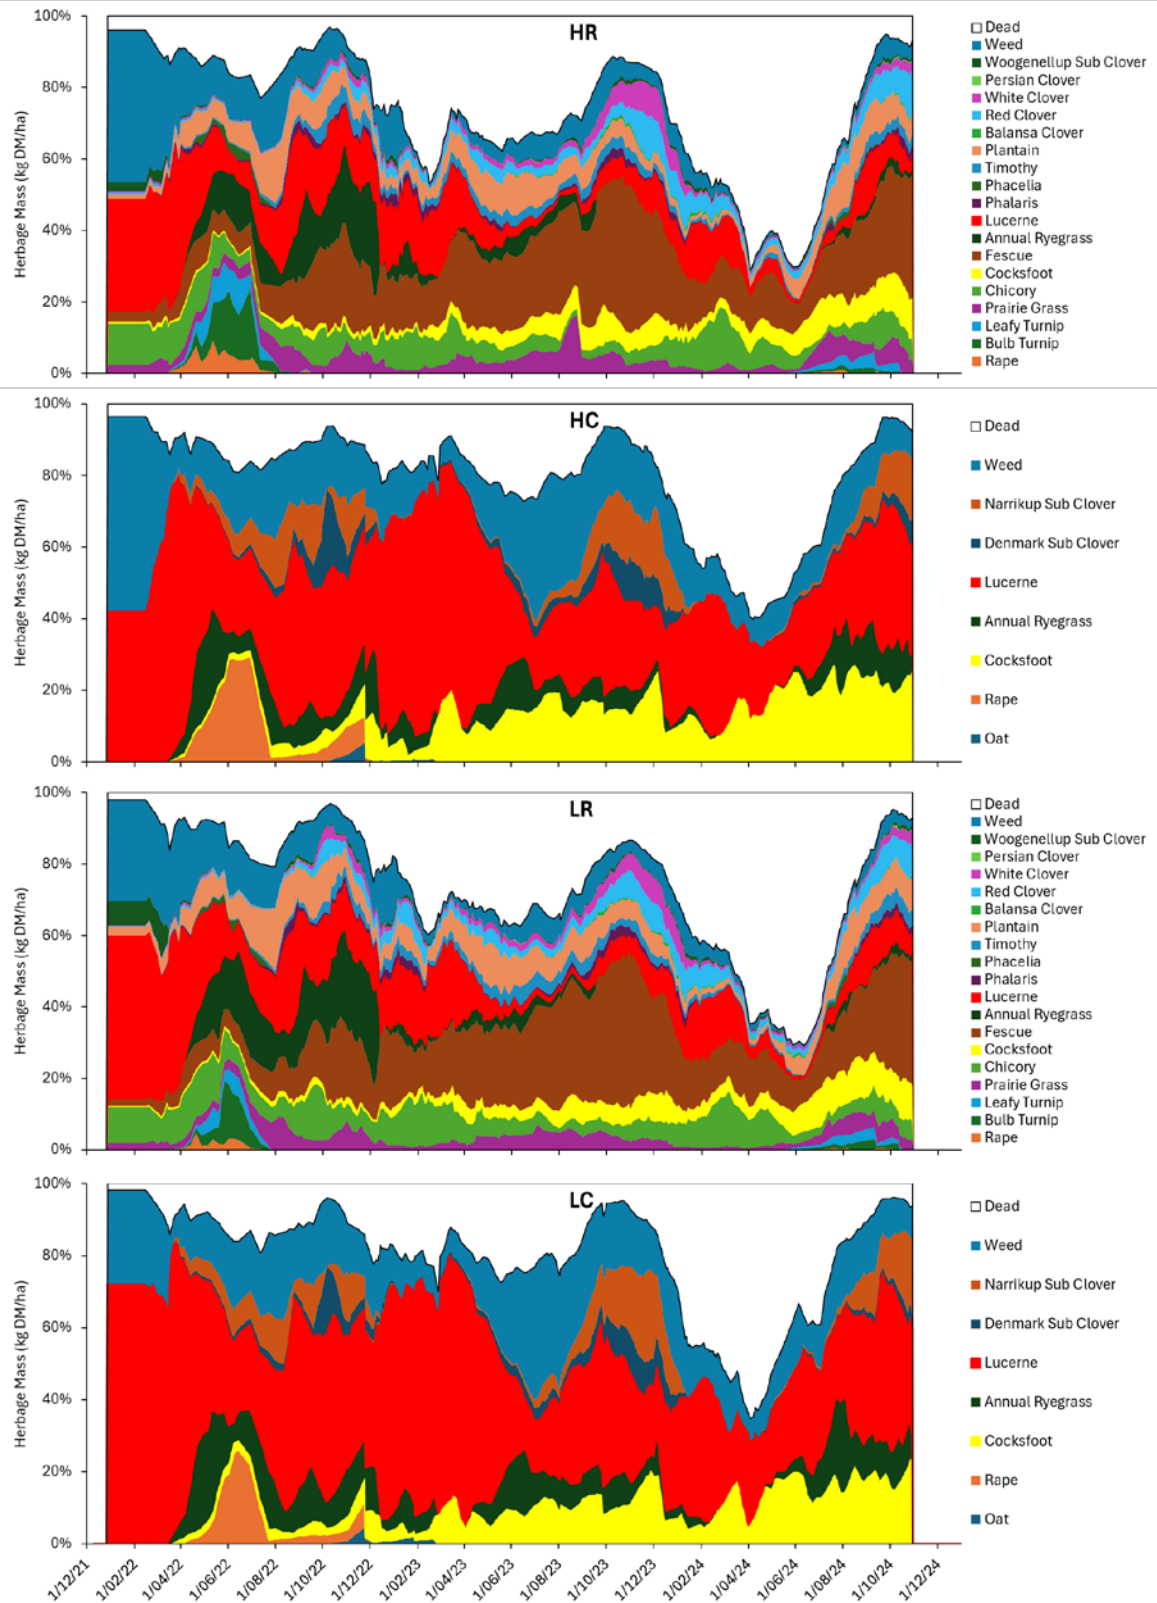 HR
Herbage Mass (kg DM/ha)
100%
80%
60%
40%
20%
0%
Dead
Weed
Woogenellup Sub Clover
Persian Clover
White Clover
Red Clover
Balansa Clover
Plantain
Timothy
Phacelia
Phalaris
Lucerne
Annual Ryegrass
Fescue
Cocksfoot
Chicory
Prairie Grass
Leafy Turnip
Bulb Turnip
Rape
HC
Herbage Mass (kg DM/ha)
100%
80%
60%
40%
20%
0%
Dead
Weed
Narrikup Sub Clover
Denmark Sub Clover
Lucerne
Annual Ryegrass
Cocksfoot
Rape
Oat
LR
Herbage Mass (kg DM/ha)
100%
80%
60%
40%
20%
0%
Dead
Weed
Woogenellup Sub Clover
Persian Clover
White Clover
Red Clover
Balansa Clover
Plantain
Timothy
Phacelia
Phalaris
Lucerne
Annual Ryegrass
Fescue
Cocksfoot
Chicory
Prairie Grass
Leafy Turnip
Bulb Turnip
Rape
LC
Herbage Mass (kg DM/ha)
100%
80%
60%
40%
20%
0%
Dead
Weed
Narrikup Sub Clover
Denmark Sub Clover
Lucerne
Annual Ryegrass
Cocksfoot
Rape
Oat
1/12/21
1/02/22
1/04/22
1/06/22
1/08/22
1/10/22
1/12/22
1/02/23
1/04/23
1/06/23
1/08/23
1/10/23
1/12/23
1/02/24
1/04/24
1/06/24
1/08/24
1/10/24
1/12/24